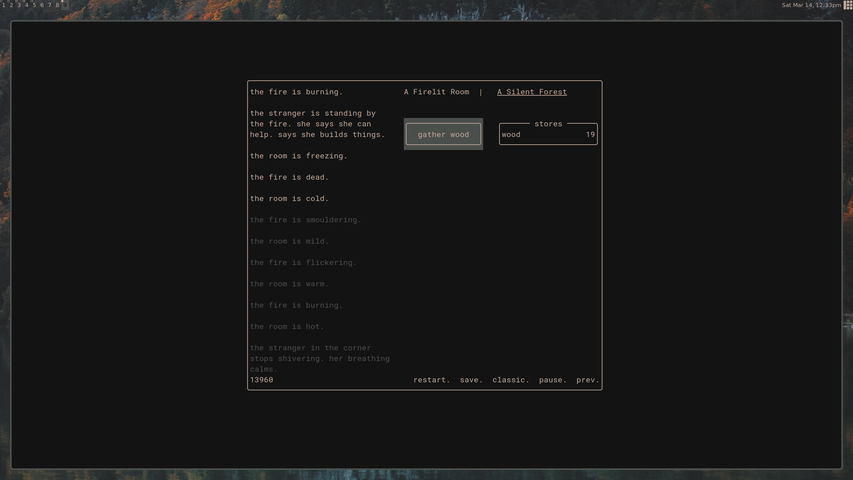 1 2 3 4 5 6 7 8
Sat Mar 14, 12:33pm
the fire is burning.
A Firelit Room | A Silent Forest
the stranger is standing by
the fire. she says she can
help. says she builds things.
gather wood
stores
wood 19
the room is freezing.
the fire is dead.
the room is cold.
the fire is smouldering.
the room is mild.
the fire is flickering.
the room is warm.
the fire is burning.
the room is hot.
the stranger in the corner
stops shivering. her breathing
calms.
13960
restart. save. classic. pause. prev.